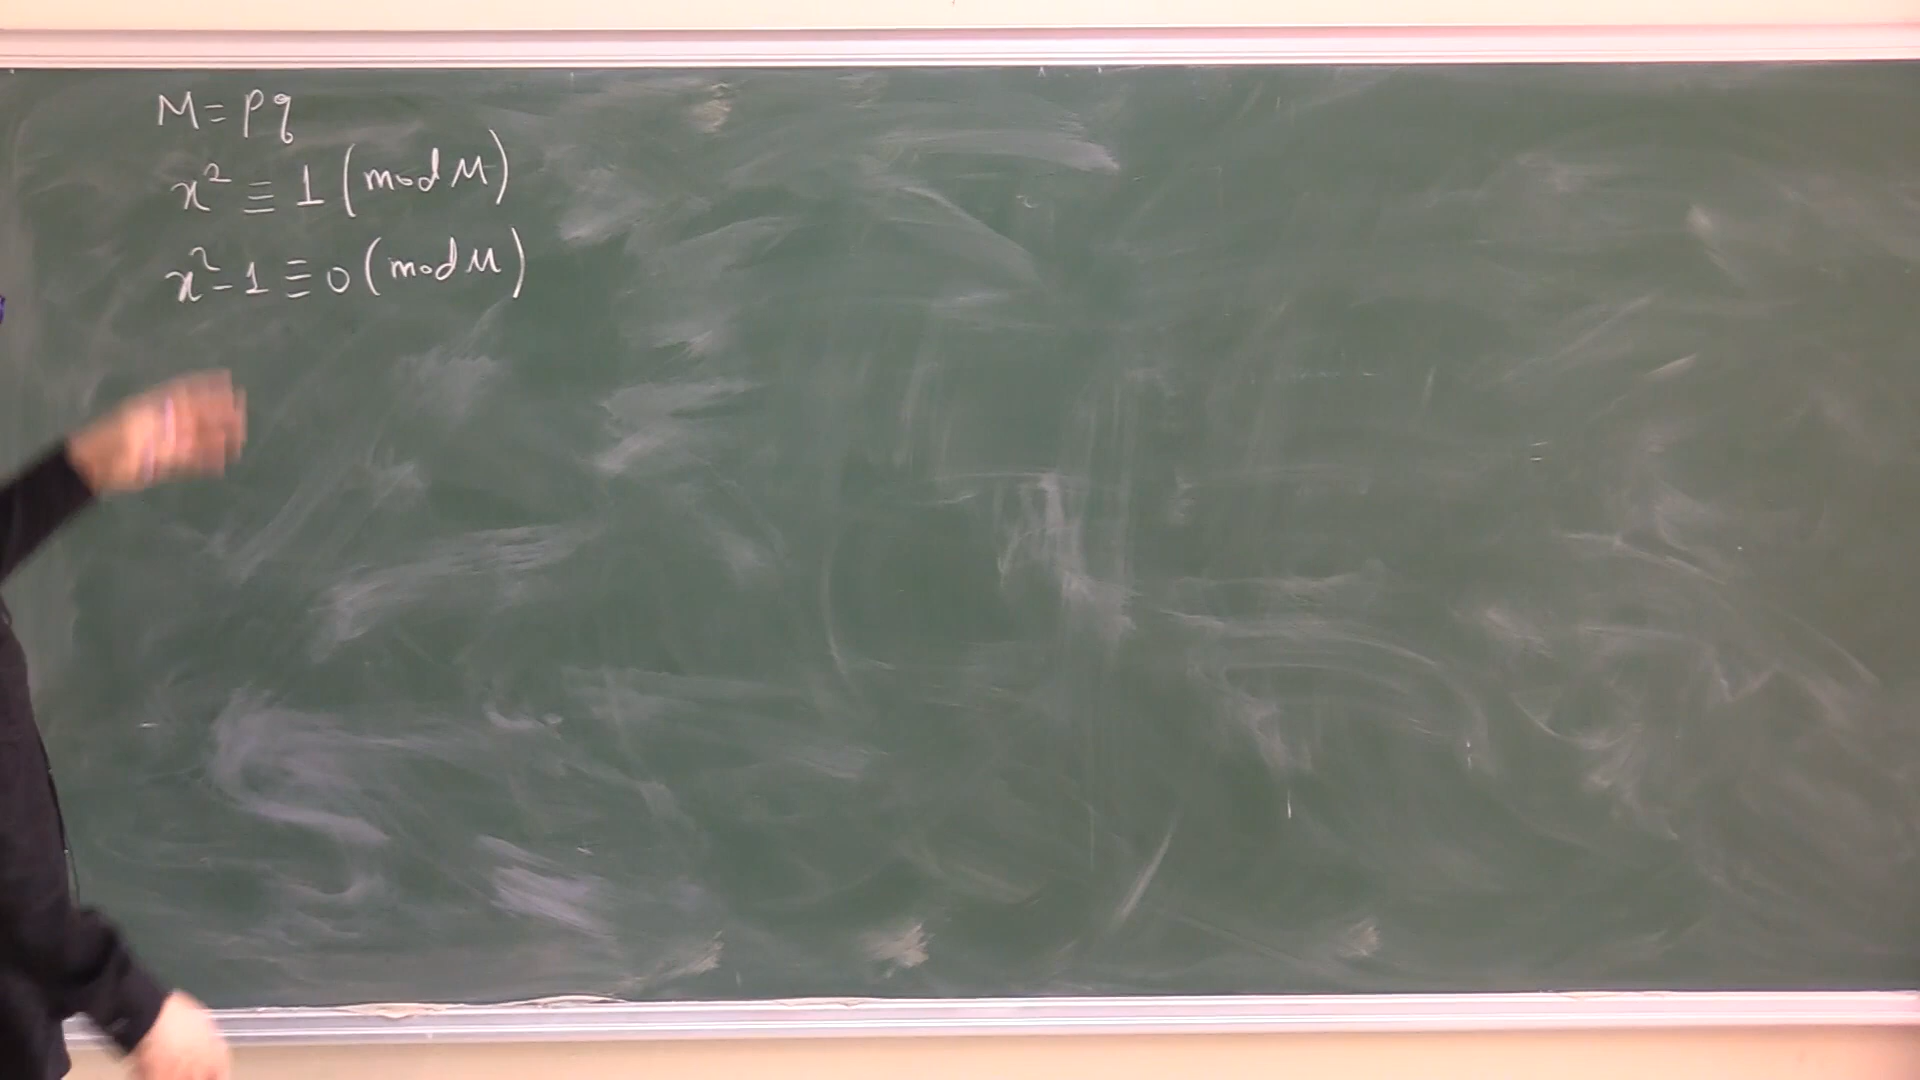 M = pq
x² ≡ 1 (mod M)
x² - 1 ≡ 0 (mod M)